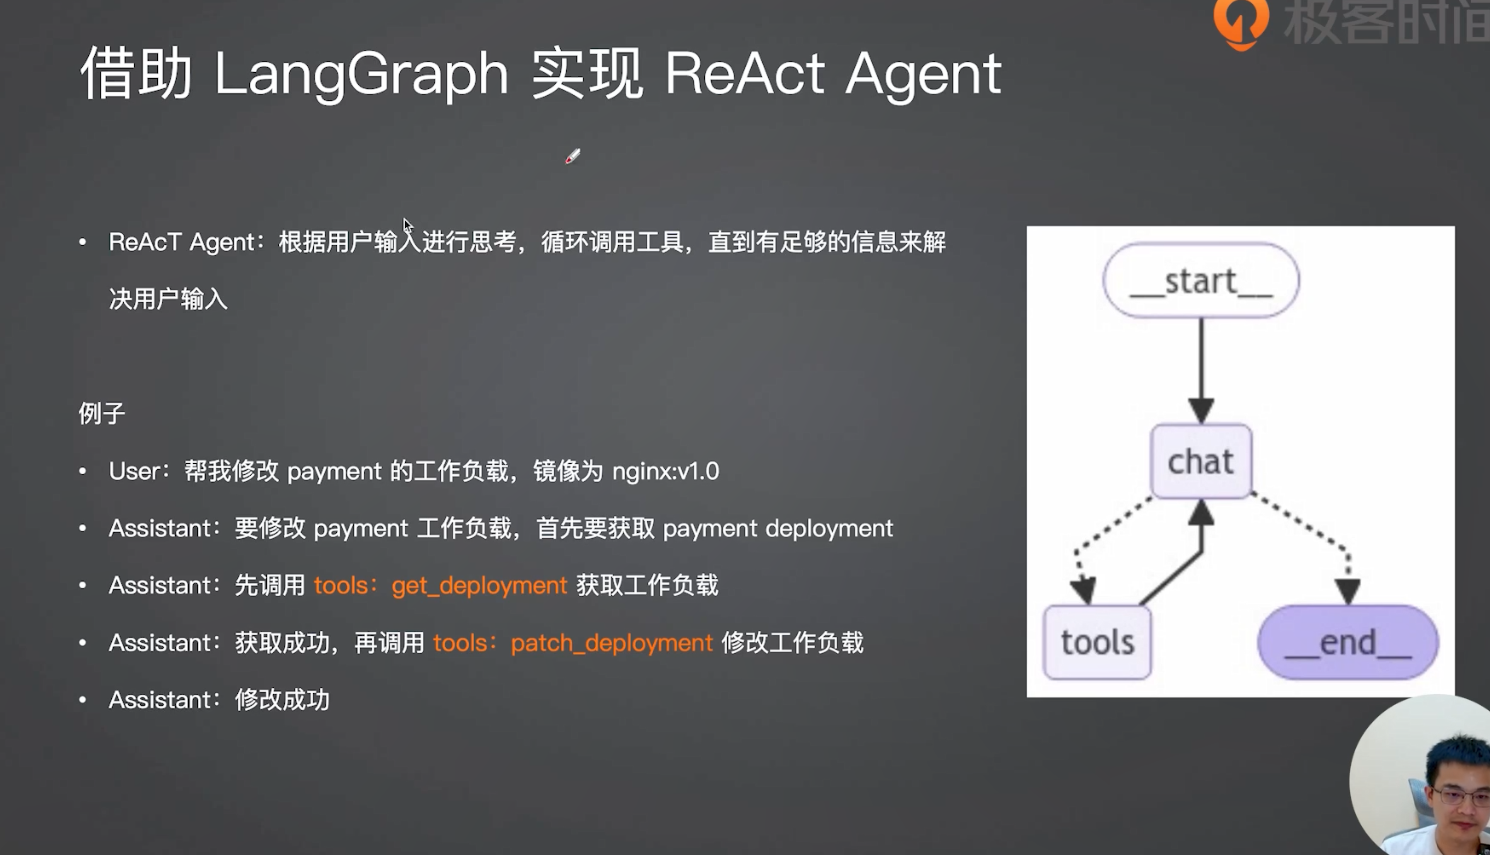 极客时间
借助 LangGraph 实现 ReAct Agent
• ReAcT Agent：根据用户输入进行思考，循环调用工具，直到有足够的信息来解
决用户输入
例子
• User：帮我修改 payment 的工作负载，镜像为 nginx:v1.0
• Assistant：要修改 payment 工作负载，首先要获取 payment deployment
• Assistant：先调用 tools：get_deployment 获取工作负载
• Assistant：获取成功，再调用 tools：patch_deployment 修改工作负载
• Assistant：修改成功
__start__
chat
tools
__end__